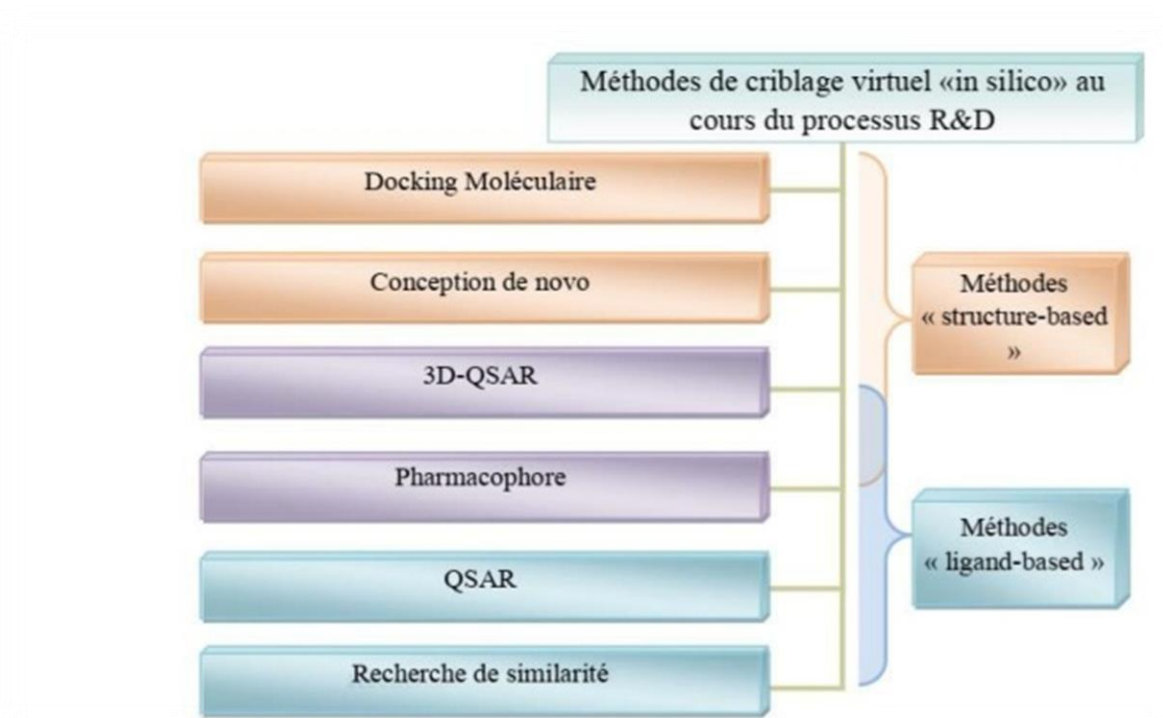 Méthodes de criblage virtuel «in silico» au
cours du processus R&D
Docking Moléculaire
Conception de novo
3D-QSAR
Pharmacophore
QSAR
Recherche de similarité
Méthodes
« structure-based
»
Méthodes
« ligand-based »